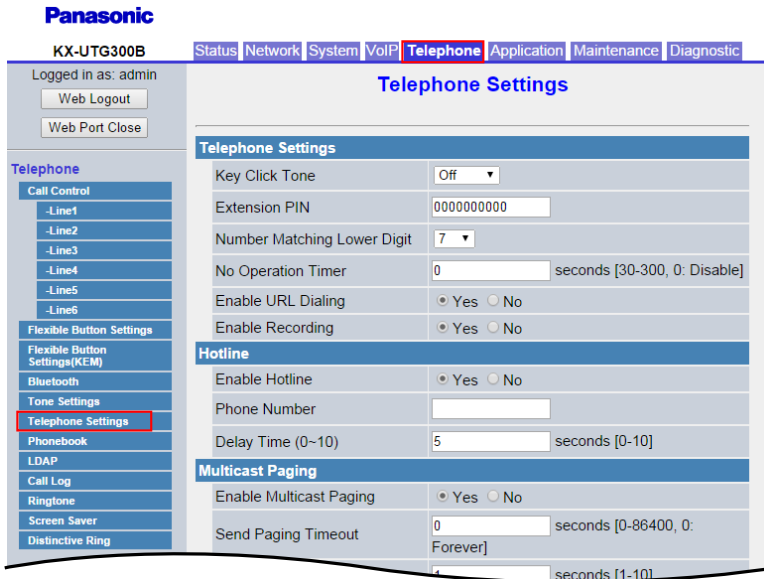 Panasonic
KX-UTG300B
Status Network System VoIP Telephone Application Maintenance Diagnostic
Logged in as: admin
Web Logout
Web Port Close
Telephone
Call Control
-Line1
-Line2
-Line3
-Line4
-Line5
-Line6
Flexible Button Settings
Flexible Button
Settings(KEM)
Bluetooth
Tone Settings
Telephone Settings
Phonebook
LDAP
Call Log
Ringtone
Screen Saver
Distinctive Ring
Telephone Settings
Telephone Settings
Key Click Tone Off
Extension PIN 0000000000
Number Matching Lower Digit 7
No Operation Timer 0 seconds [30-300, 0: Disable]
Enable URL Dialing Yes No
Enable Recording Yes No
Hotline
Enable Hotline Yes No
Phone Number
Delay Time (0~10) 5 seconds [0-10]
Multicast Paging
Enable Multicast Paging Yes No
Send Paging Timeout 0 seconds [0-86400, 0:
Forever]
seconds [1-10]